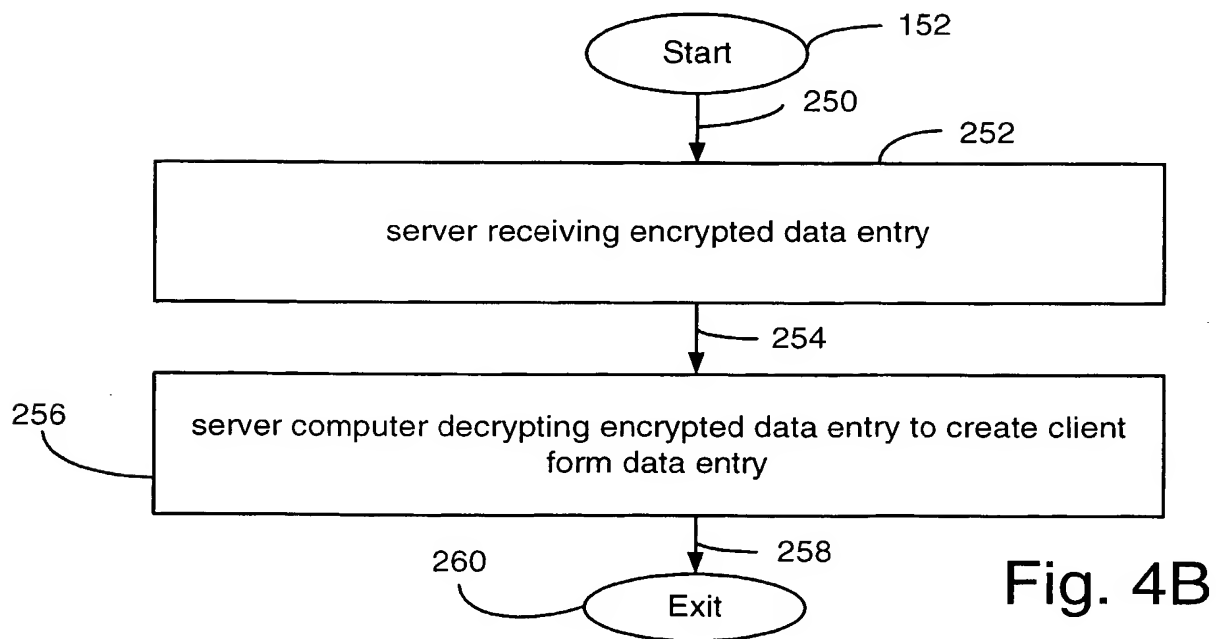 152
Start
250
252
server receiving encrypted data entry
254
256
server computer decrypting encrypted data entry to create client
form data entry
258
260
Exit
Fig. 4B